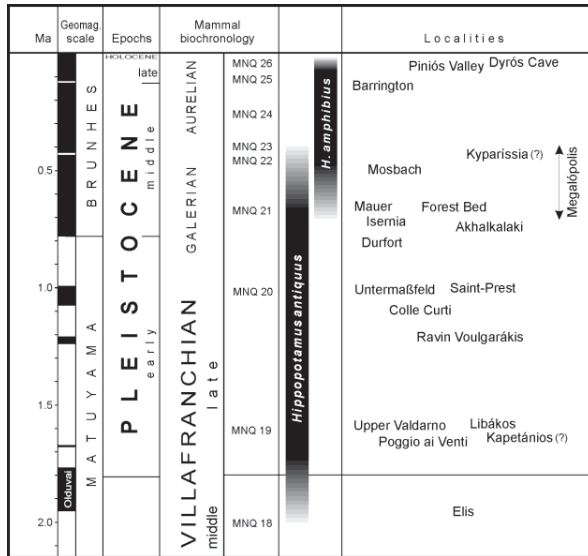 Ma
Geomag. scale
Epochs
Mammal biochronology
Localities
0.5
1.0
1.5
2.0
BRUNHES
MATUYAMA
Olduvai
HOLOCENE
late
PLEISTOCENE
middle
early
AURELIAN
GALERIAN
VILLAFRANCHIAN
late
middle
MNQ 26
MNQ 25
MNQ 24
MNQ 23
MNQ 22
MNQ 21
MNQ 20
MNQ 19
MNQ 18
Hippopotamus antiquus
H. amphibius
Piniós Valley Dyrós Cave
Barrington
Kyparíssia (?)
Mosbach
Megalópolis
Mauer Forest Bed
Isernia Akhalkalaki
Durfort
Untermaßfeld Saint-Prest
Colle Curti
Ravin Voulgarákis
Upper Valdarno Libákos
Poggio ai Venti Kapetánios (?)
Elis